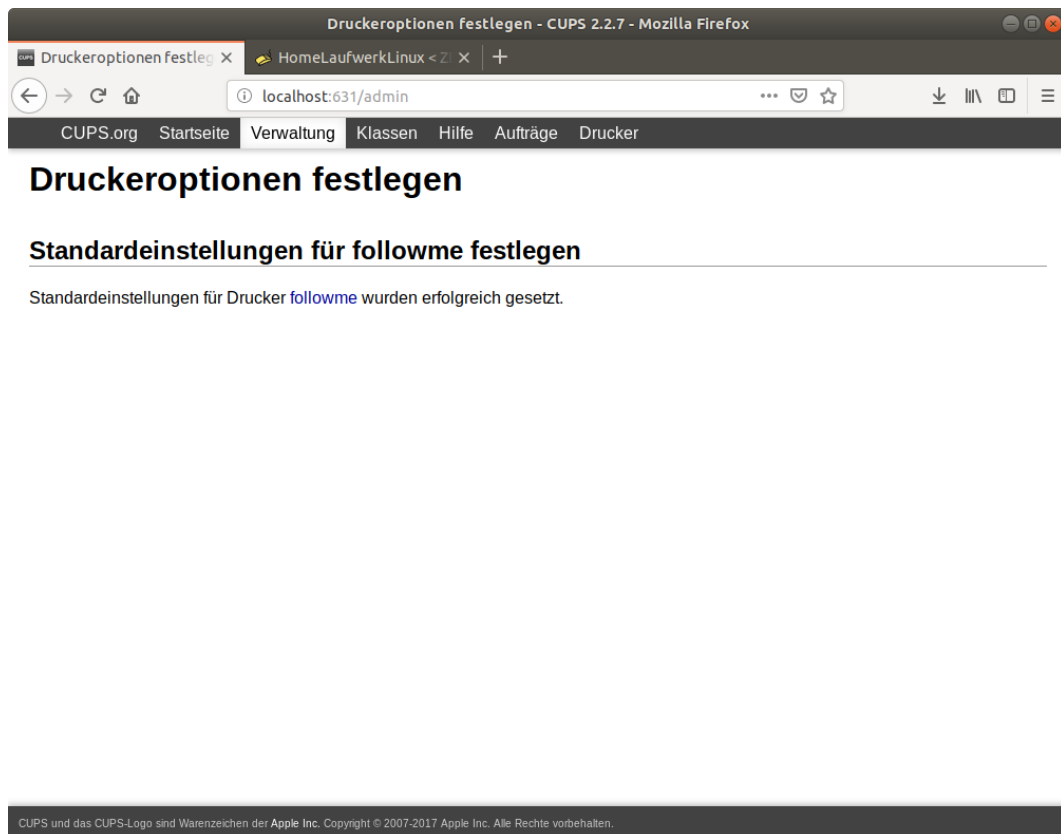 Druckeroptionen festlegen - CUPS 2.2.7 - Mozilla Firefox
CUPS Druckeroptionen festleg HomeLaufwerkLinux < Z
localhost:631/admin
CUPS.org Startseite Verwaltung Klassen Hilfe Aufträge Drucker
Druckeroptionen festlegen
Standardeinstellungen für followme festlegen
Standardeinstellungen für Drucker followme wurden erfolgreich gesetzt.
CUPS und das CUPS-Logo sind Warenzeichen der Apple Inc. Copyright © 2007-2017 Apple Inc. Alle Rechte vorbehalten.